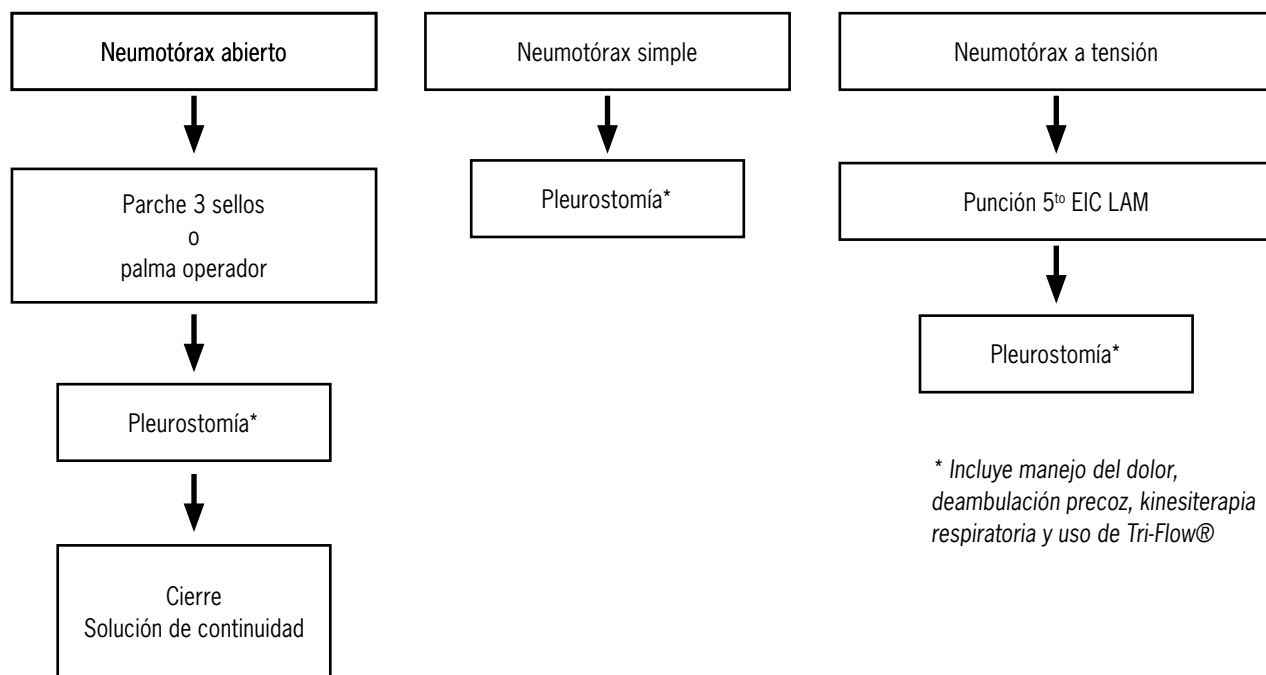 Neumotórax abierto
Parche 3 sellos
o
palma operador
Pleurostomía*
Cierre
Solución de continuidad
Neumotórax simple
Pleurostomía*
Neumotórax a tensión
Punción 5to EIC LAM
Pleurostomía*
* Incluye manejo del dolor,
deambulación precoz, kinesiterapia
respiratoria y uso de Tri-Flow®